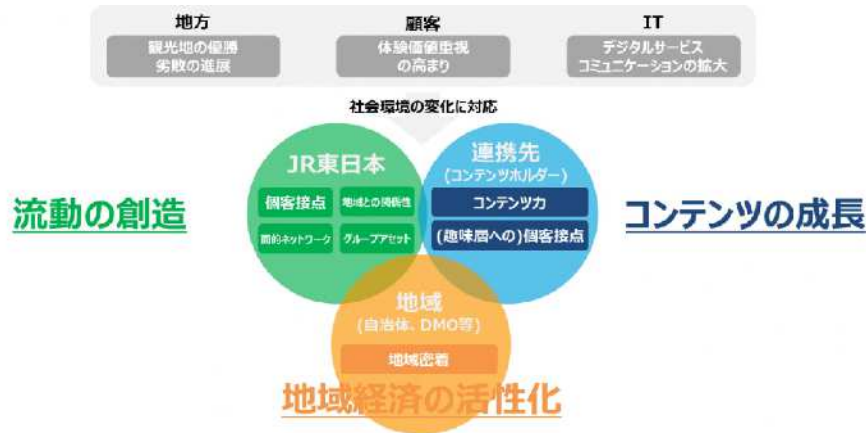 地方
顧客
IT
観光地の優勝
劣敗の進展
体験価値重視
の高まり
デジタルサービス
コミュニケーションの拡大
社会環境の変化に対応
JR東日本
個客接点
地域との関係性
面的ネットワーク
グループアセット
連携先
(コンテンツホルダー)
コンテンツ力
(趣味層への)個客接点
流動の創造
コンテンツの成長
地域
(自治体、DMO等)
地域密着
地域経済の活性化